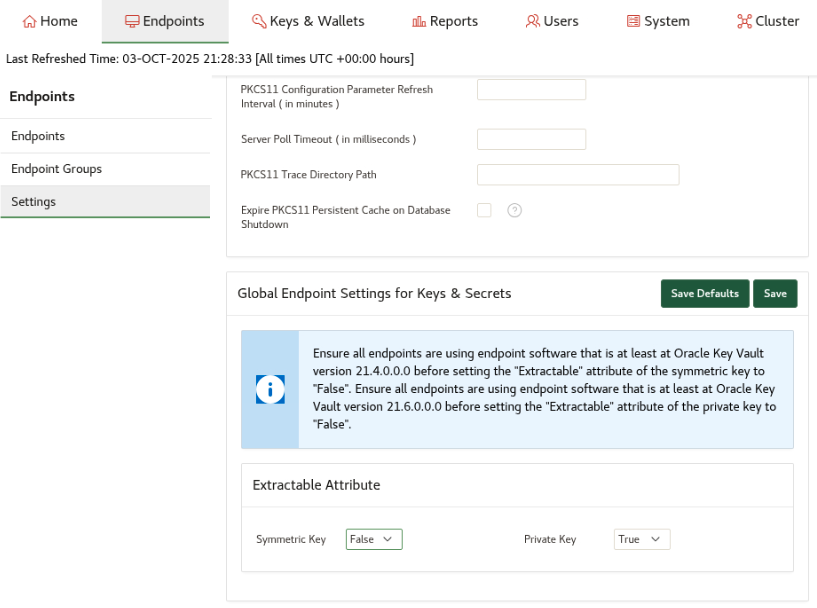 Home
Endpoints
Keys & Wallets
Reports
Users
System
Cluster
Last Refreshed Time: 03-OCT-2025 21:28:33 [All times UTC +00:00 hours]
Endpoints
Endpoints
Endpoint Groups
Settings
PKCS11 Configuration Parameter Refresh
Interval ( in minutes )
Server Poll Timeout ( in milliseconds )
PKCS11 Trace Directory Path
Expire PKCS11 Persistent Cache on Database
Shutdown
?
Global Endpoint Settings for Keys & Secrets
Save Defaults
Save
Ensure all endpoints are using endpoint software that is at least at Oracle Key Vault
version 21.4.0.0.0 before setting the "Extractable" attribute of the symmetric key to
"False". Ensure all endpoints are using endpoint software that is at least at Oracle Key
Vault version 21.6.0.0.0 before setting the "Extractable" attribute of the private key to
"False".
Extractable Attribute
Symmetric Key
False
Private Key
True